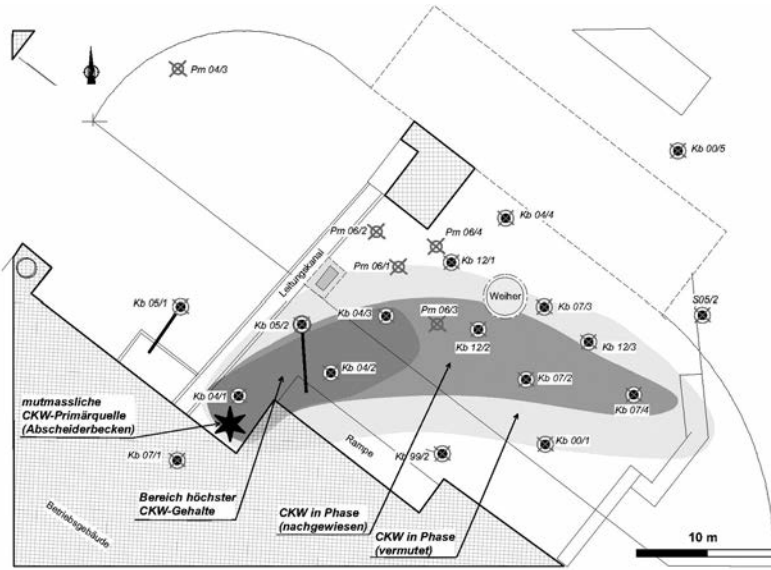 Pm 04/3
Kb 00/5
Kb 04/4
Pm 06/2
Pm 06/4
Kb 12/1
Pm 06/1
Leitungskanal
Weiher
Kb 05/1
Kb 07/3
S05/2
Kb 04/3
Kb 05/2
Pm 06/3
Kb 12/2
Kb 12/3
Kb 04/2
Kb 07/2
Kb 04/1
Kb 07/4
mutmassliche
CKW-Primärquelle
(Abscheiderbecken)
Kb 07/1
Rampe
Kb 99/2
Kb 00/1
Bereich höchster
CKW-Gehalte
CKW in Phase
(nachgewiesen)
CKW in Phase
(vermutet)
Betriebsgebäude
10 m